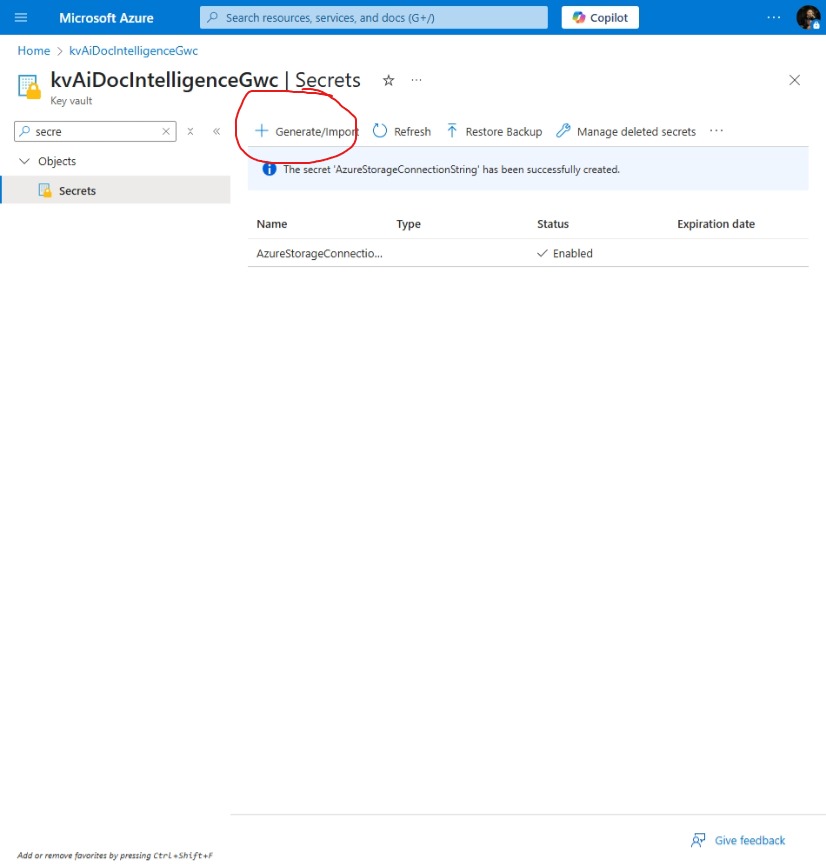 Microsoft Azure
Search resources, services, and docs (G+/)
Copilot
...
Home > kvAiDocIntelligenceGwc
kvAiDocIntelligenceGwc | Secrets
...
Key vault
secre
Generate/Import
Refresh
Restore Backup
Manage deleted secrets
...
Objects
Secrets
The secret 'AzureStorageConnectionString' has been successfully created.
Name Type Status Expiration date
AzureStorageConnectio... Enabled
Give feedback
Add or remove favorites by pressing Ctrl+Shift+F